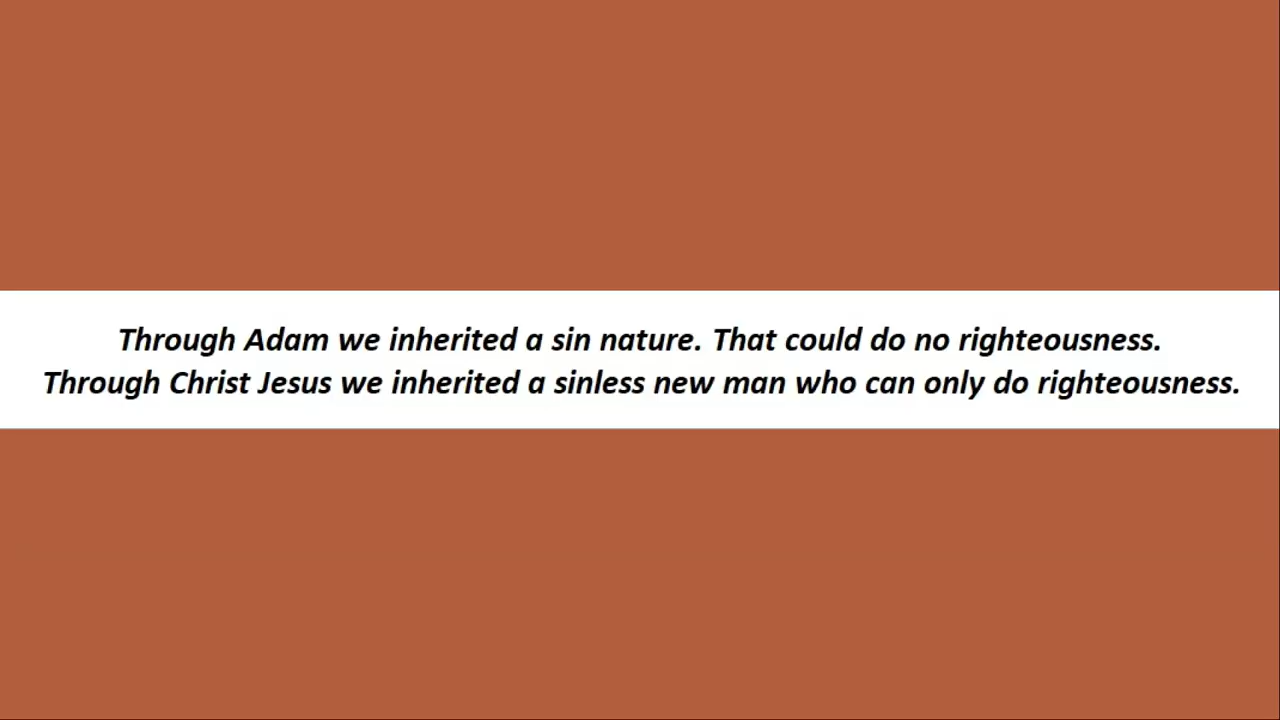 Through Adam we inherited a sin nature. That could do no righteousness.
Through Christ Jesus we inherited a sinless new man who can only do righteousness.